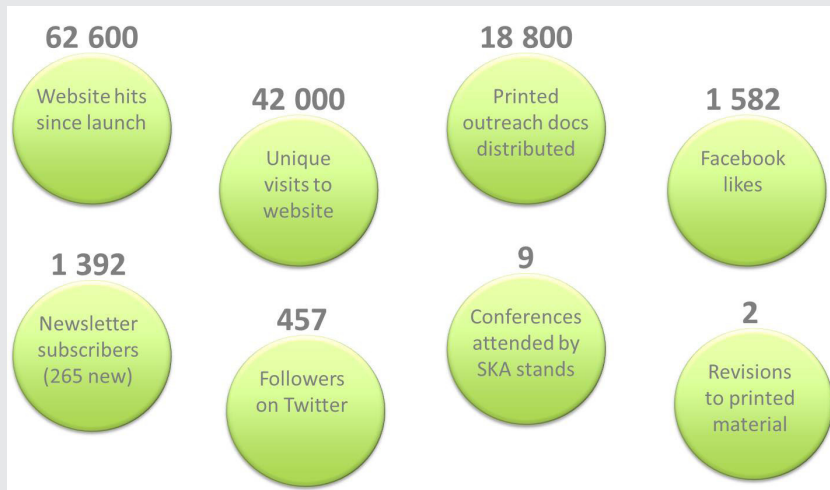 62 600
Website hits
since launch
42 000
Unique
visits to
website
18 800
Printed
outreach docs
distributed
1 582
Facebook
likes
1 392
Newsletter
subscribers
(265 new)
457
Followers
on Twitter
9
Conferences
attended by
SKA stands
2
Revisions
to printed
material